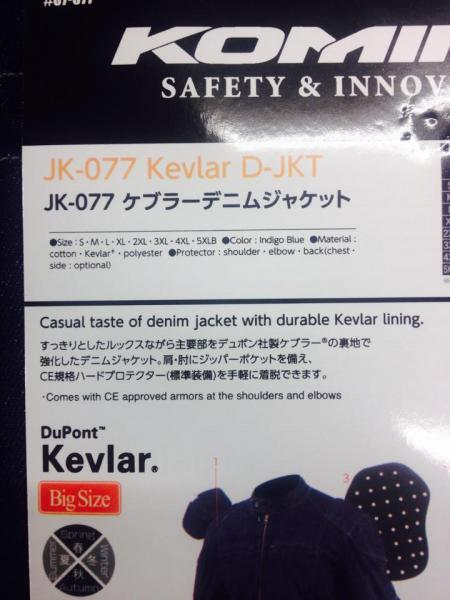 #07-077
KOMI
SAFETY & INNOV
JK-077 Kevlar D-JKT
JK-077 ケブラーデニムジャケット
●Size : S・M・L・XL・2XL・3XL・4XL・5XLB ●Color : Indigo Blue ●Material :
cotton・Kevlar®・polyester ●Protector : shoulder・elbow・back(chest・
side : optional)
Casual taste of denim jacket with durable Kevlar lining.
すっきりとしたルックスながら主要部をデュポン社製ケブラー®の裏地で
強化したデニムジャケット。肩・肘にジッパーポケットを備え、
CE規格ハードプロテクター(標準装備)を手軽に着脱できます。
・Comes with CE approved armors at the shoulders and elbows
DuPont™
Kevlar®
Big Size
1
3
Spring
春
Summer
夏
冬
Winter
秋
Autumn